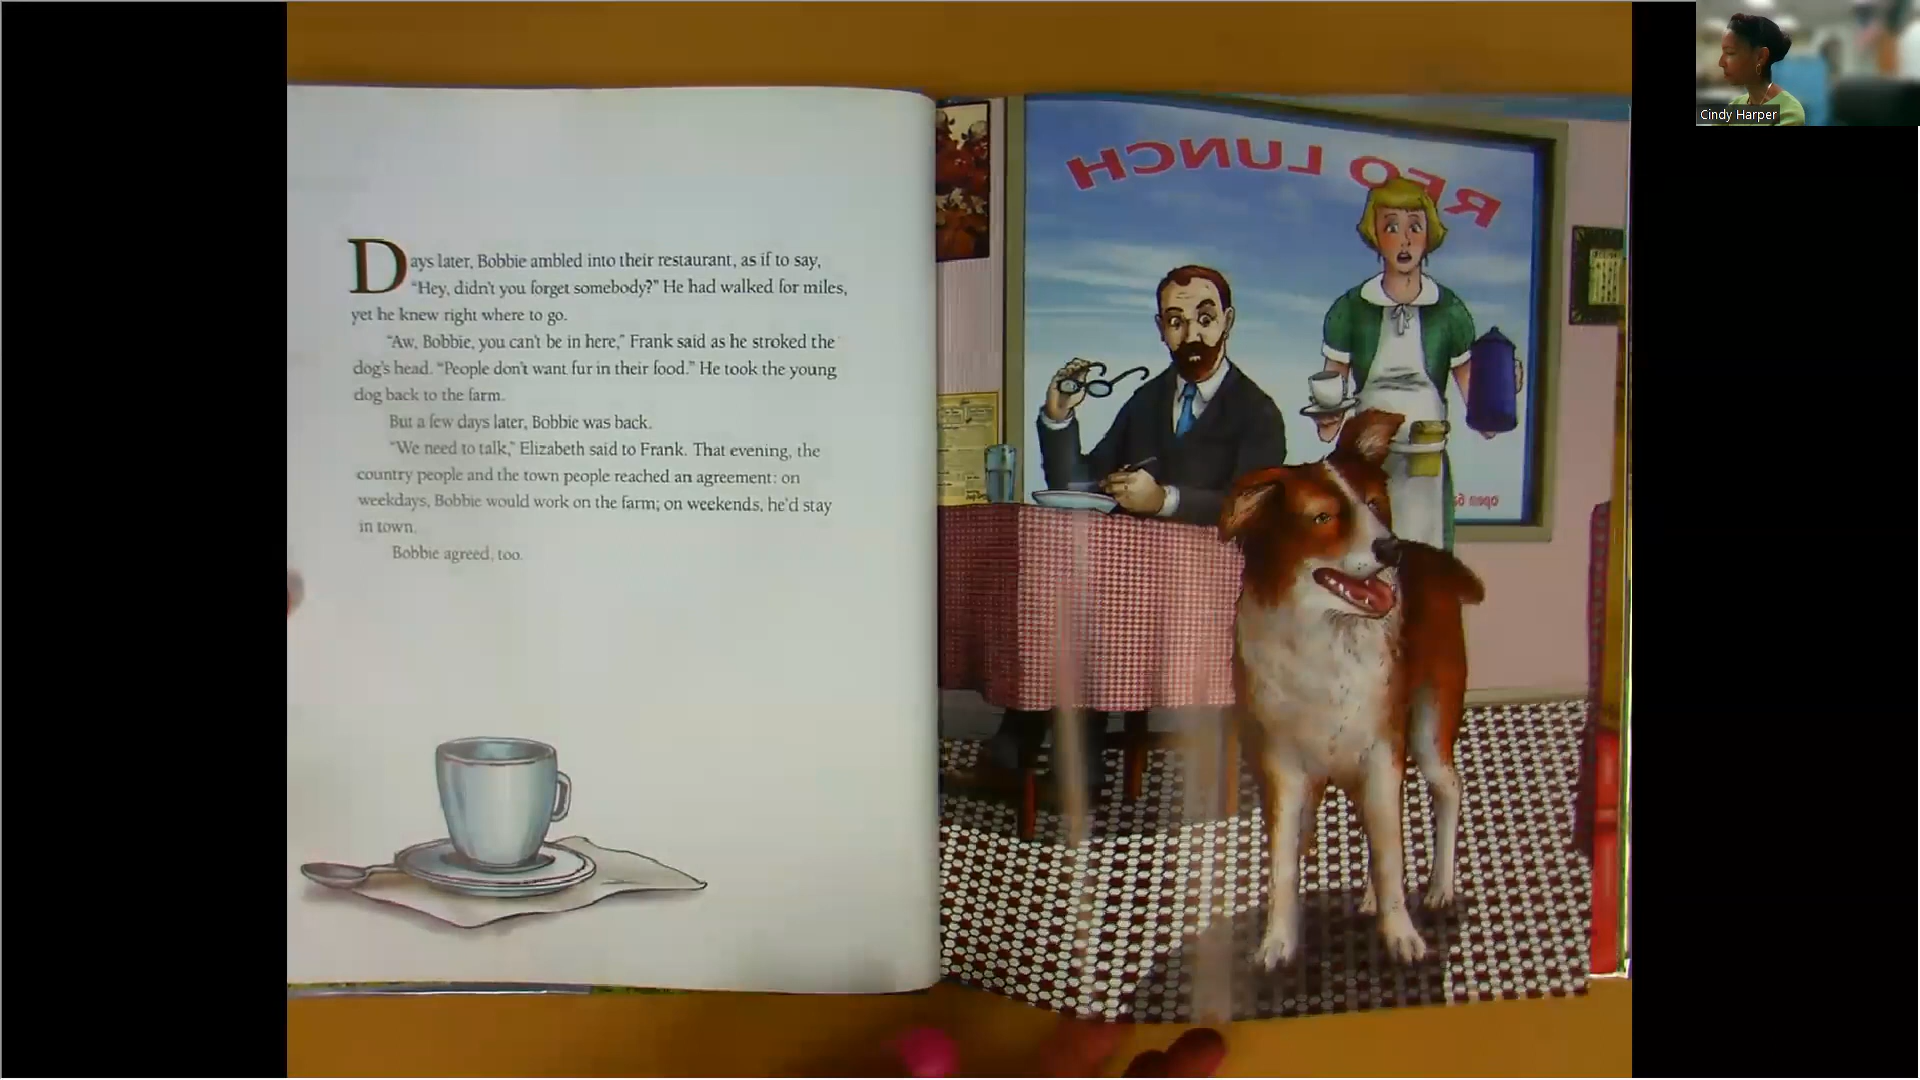 Cindy Harper
Days later, Bobbie ambled into their restaurant, as if to say,
"Hey, didn't you forget somebody?" He had walked for miles,
yet he knew right where to go.
"Aw, Bobbie, you can't be in here," Frank said as he stroked the
dog's head. "People don't want fur in their food." He took the young
dog back to the farm.
But a few days later, Bobbie was back.
"We need to talk," Elizabeth said to Frank. That evening, the
country people and the town people reached an agreement: on
weekdays, Bobbie would work on the farm; on weekends, he'd stay
in town.
Bobbie agreed, too.
REO LUNCH